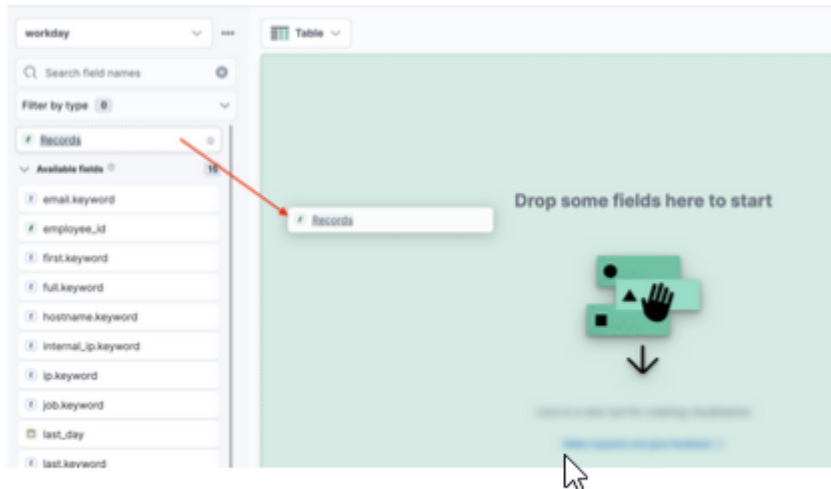 workday
Table
Search field names
Filter by type 0
Records
Available fields 15
email.keyword
employee_id
first.keyword
full.keyword
hostname.keyword
internal_ip.keyword
ip.keyword
job.keyword
last_day
last.keyword
Records
Drop some fields here to start